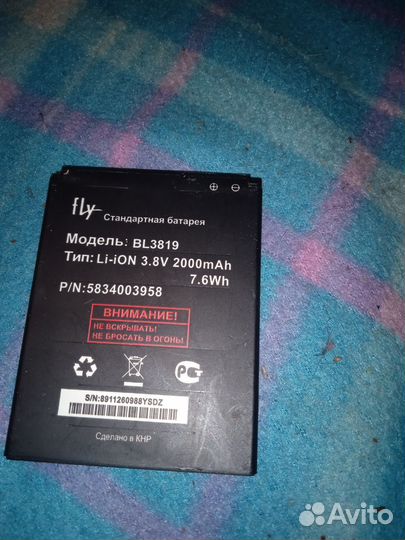 fly Стандартная батарея
Модель: BL3819
Тип: Li-iON 3.8V 2000mAh
7.6Wh
P/N:5834003958
ВНИМАНИЕ!
НЕ ВСКРЫВАТЬ!
НЕ БРОСАТЬ В ОГОНЬ!
S/N:8911260988YSDZ
Сделано в КНР
Avito